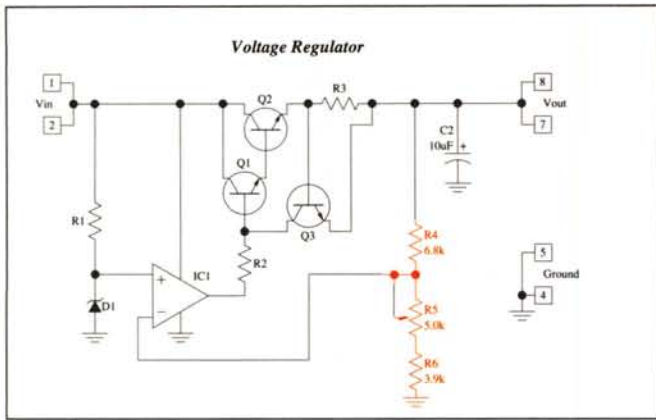 Voltage Regulator
1
Vin
2
Q2
R3
8
Vout
7
C2
10uF +
Q1
Q3
R1
R2
R4
6.8k
IC1
+
-
D1
5
Ground
4
R5
5.0k
R6
3.9k